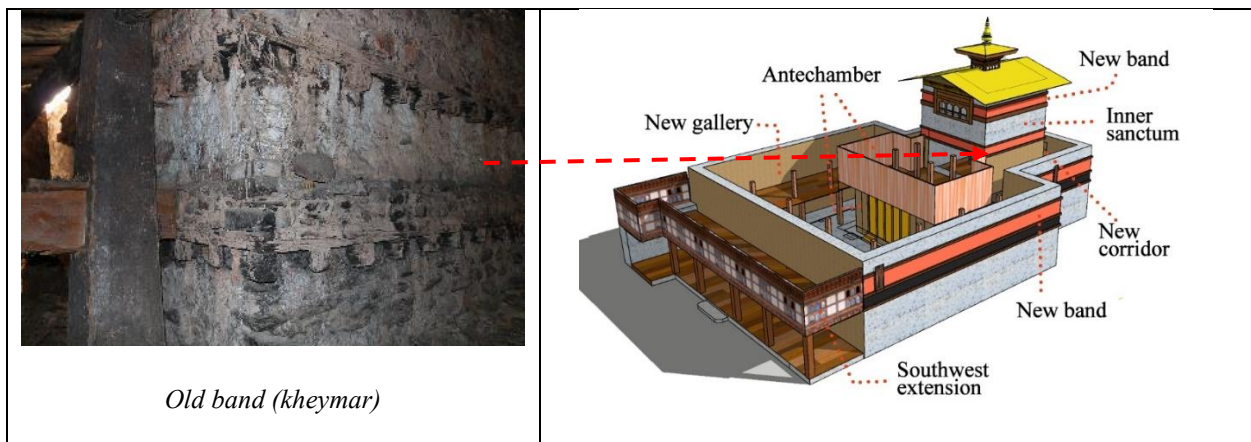 Old band (kheymar)
Antechamber
New gallery
New band
Inner
sanctum
New
corridor
New band
Southwest
extension